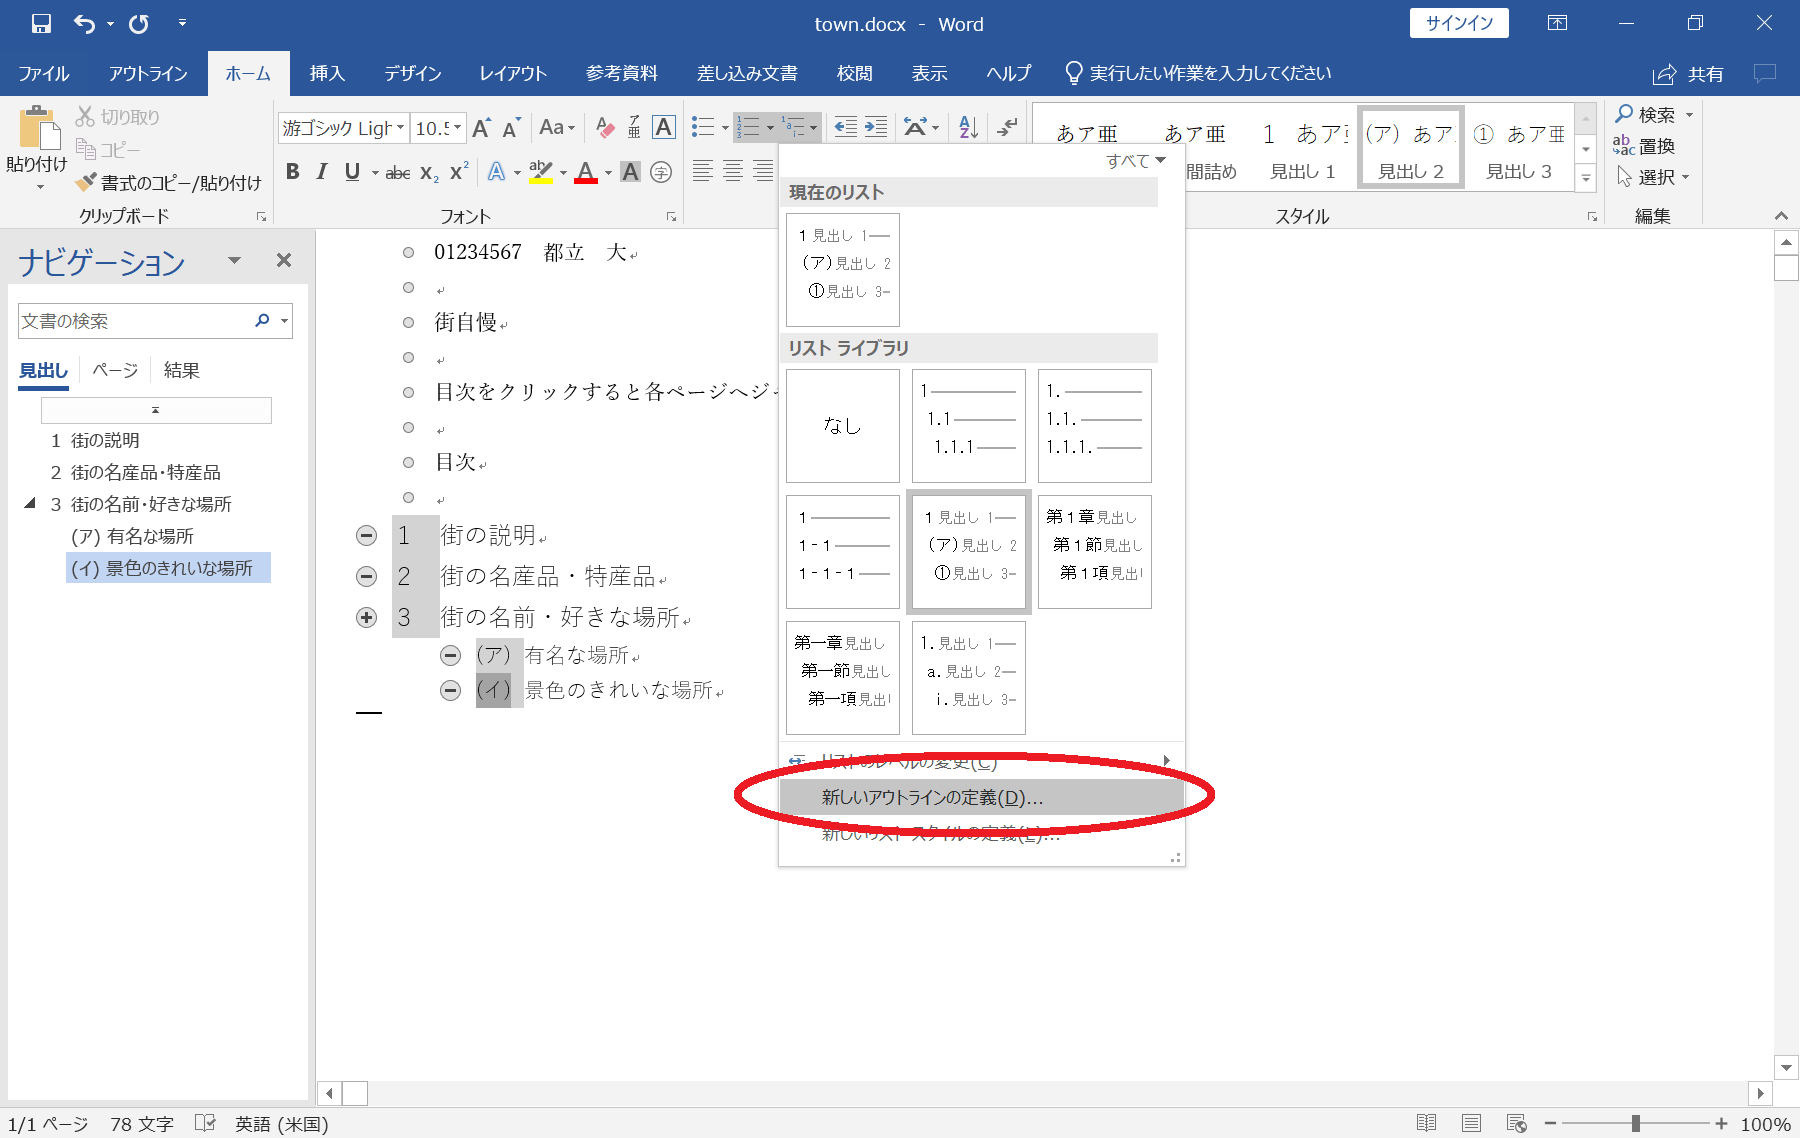 town.docx - Word
サインイン
ファイル アウトライン ホーム 挿入 デザイン レイアウト 参考資料 差し込み文書 校閲 表示 ヘルプ 実行したい作業を入力してください 共有
貼り付け
切り取り
コピー
書式のコピー/貼り付け
クリップボード
游ゴシック Ligh
10.5
フォント
あア亜 あア亜 1 あア亜 (ア) あア ① あア亜
間詰め 見出し 1 見出し 2 見出し 3
スタイル
検索
置換
選択
編集
ナビゲーション
文書の検索
見出し ページ 結果
1 街の説明
2 街の名産品・特産品
3 街の名前・好きな場所
(ア) 有名な場所
(イ) 景色のきれいな場所
01234567 都立 大
街自慢
目次をクリックすると各ページへジ
目次
1 街の説明
2 街の名産品・特産品
3 街の名前・好きな場所
(ア) 有名な場所
(イ) 景色のきれいな場所
すべて
現在のリスト
1 見出し 1
(ア) 見出し 2
① 見出し 3
リスト ライブラリ
なし
1
1.1
1.1.1
1.
1.1.
1.1.1.
1
1-1
1-1-1
1 見出し 1
(ア) 見出し 2
① 見出し 3
第 1 章 見出し
第 1 節 見出し
第 1 項 見出し
第一章 見出し
第一節 見出し
第一項 見出し
1. 見出し 1
a. 見出し 2
i. 見出し 3
リストのレベルの変更(C)
新しいアウトラインの定義(D)...
新しいリスト スタイルの定義(L)...
1/1 ページ 78 文字 英語 (米国)
100%